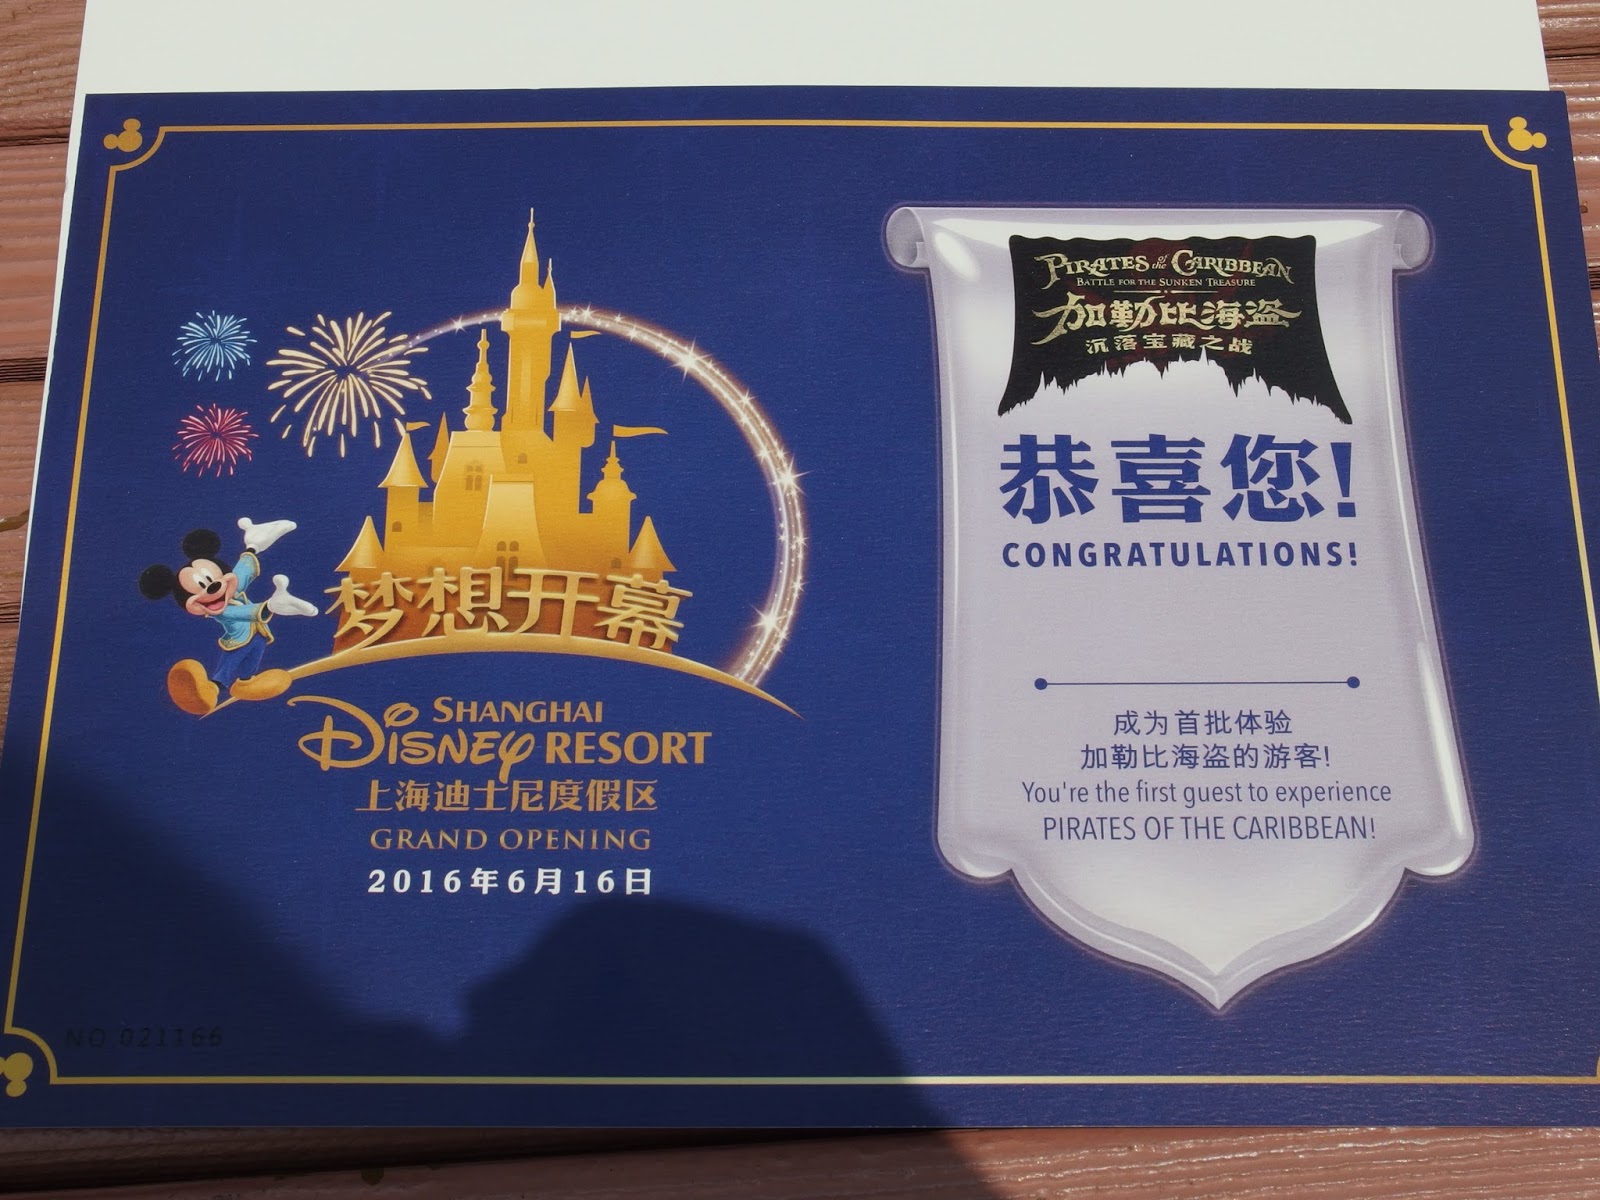 梦想开幕
SHANGHAI
DISNEY RESORT
上海迪士尼度假区
GRAND OPENING
2016年6月16日
NO 021166
PIRATES of the CARIBBEAN
BATTLE FOR THE SUNKEN TREASURE
加勒比海盗
沉落宝藏之战
恭喜您!
CONGRATULATIONS!
成为首批体验
加勒比海盗的游客!
You're the first guest to experience
PIRATES OF THE CARIBBEAN!